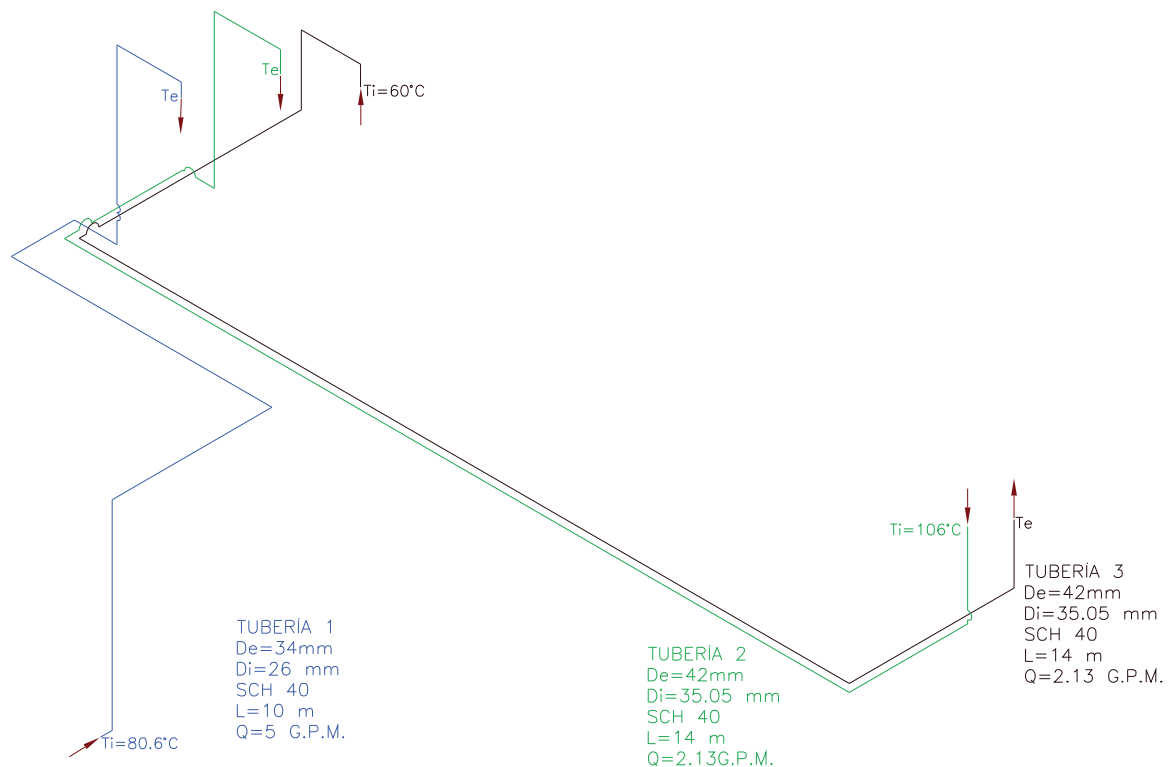 Te
Te
Ti=60°C
Ti=106°C
Te
TUBERÍA 3
De=42mm
Di=35.05 mm
SCH 40
L=14 m
Q=2.13 G.P.M.
TUBERÍA 1
De=34mm
Di=26 mm
SCH 40
L=10 m
Q=5 G.P.M.
TUBERÍA 2
De=42mm
Di=35.05 mm
SCH 40
L=14 m
Q=2.13G.P.M.
Ti=80.6°C